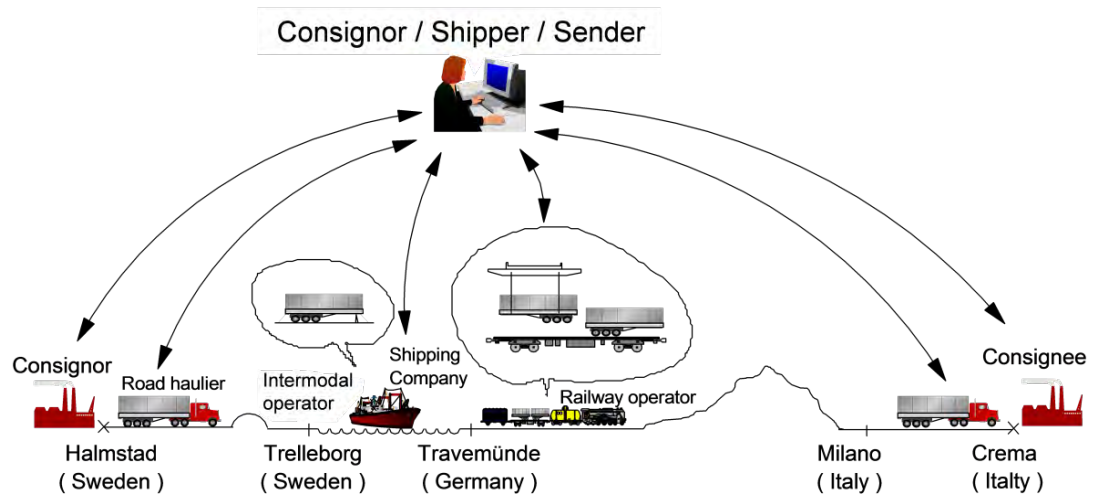 Consignor / Shipper / Sender
Consignor
Road haulier
Intermodal
operator
Shipping
Company
Railway operator
Consignee
Halmstad
( Sweden )
Trelleborg
( Sweden )
Travemünde
( Germany )
Milano
( Italy )
Crema
( Italty )